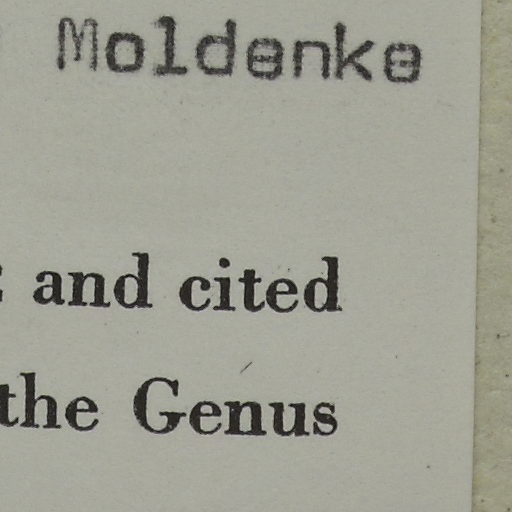 Moldenke
and cited
the Genus